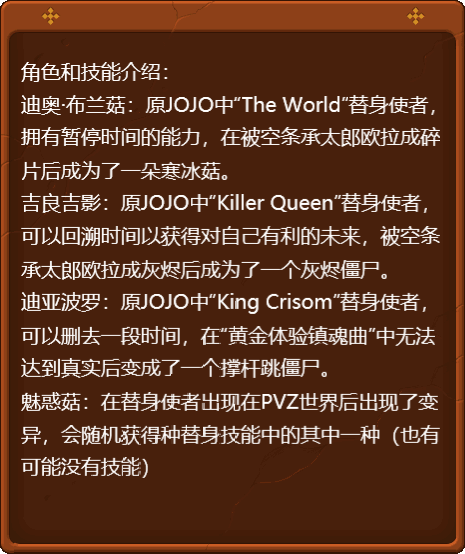 角色和技能介绍：
迪奥·布兰菇：原JOJO中“The World”替身使者，
拥有暂停时间的能力，在被空条承太郎欧拉成碎
片后成为了一朵寒冰菇。
吉良吉影：原JOJO中“Killer Queen”替身使者，
可以回溯时间以获得对自己有利的未来，被空条
承太郎欧拉成灰烬后成为了一个灰烬僵尸。
迪亚波罗：原JOJO中“King Crisom”替身使者，
可以删去一段时间，在“黄金体验镇魂曲”中无法
达到真实后变成了一个撑杆跳僵尸。
魅惑菇：在替身使者出现在PVZ世界后出现了变
异，会随机获得种替身技能中的其中一种（也有
可能没有技能）